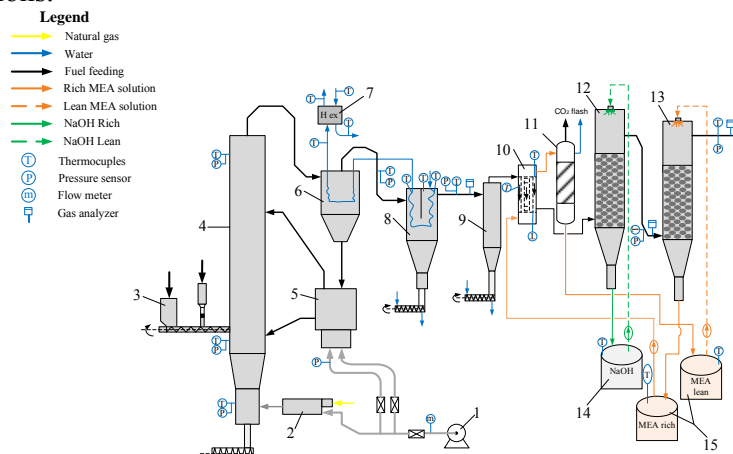 Legend
Natural gas
Water
Fuel feeding
Rich MEA solution
Lean MEA solution
NaOH Rich
NaOH Lean
T Thermocuples
P Pressure sensor
m Flow meter
Gas analyzer
H ex
7
6
8
9
10
11
CO₂ flash
12
13
4
3
5
2
1
m
T
P
NaOH
14
MEA rich
MEA lean
15